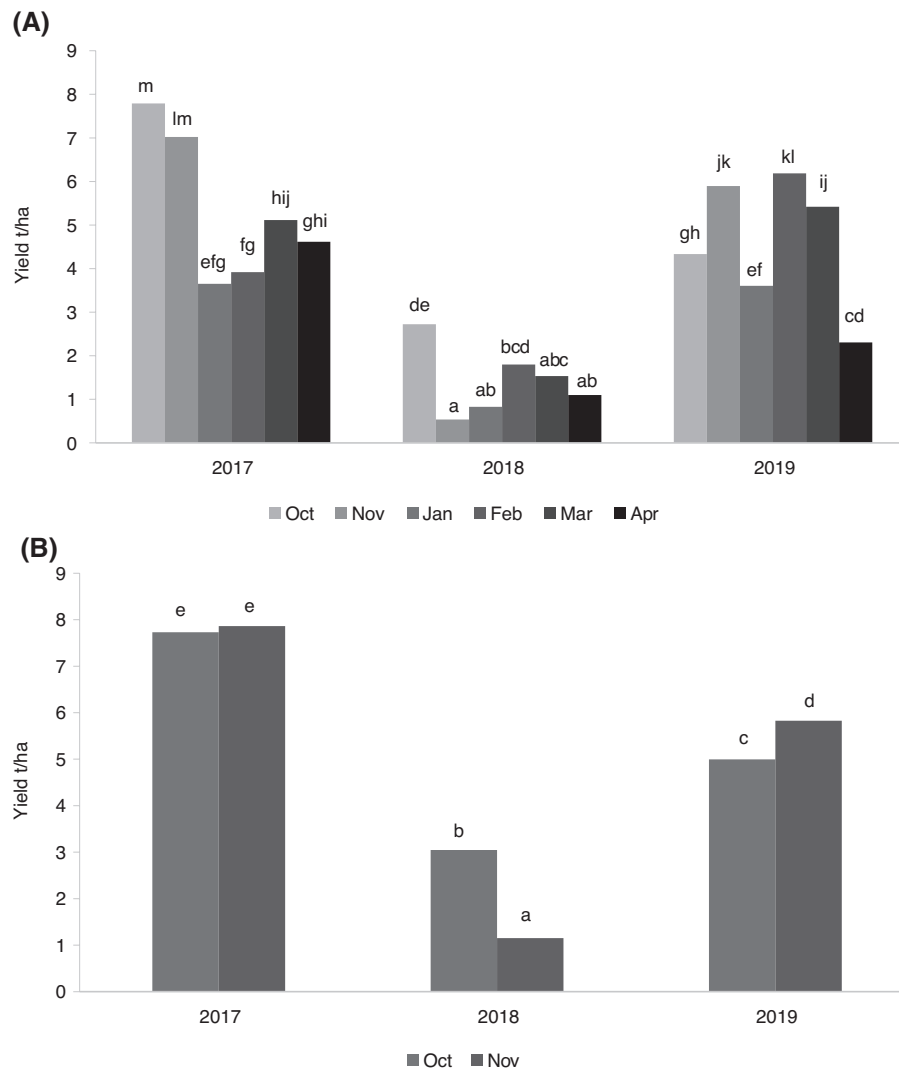 (A)
Yield t/ha
9
8
7
6
5
4
3
2
1
0
m
lm
efg
fg
hij
ghi
de
a
ab
bcd
abc
ab
gh
jk
ef
kl
ij
cd
2017 2018 2019
Oct Nov Jan Feb Mar Apr
(B)
Yield t/ha
9
8
7
6
5
4
3
2
1
0
e
e
b
a
c
d
2017 2018 2019
Oct Nov